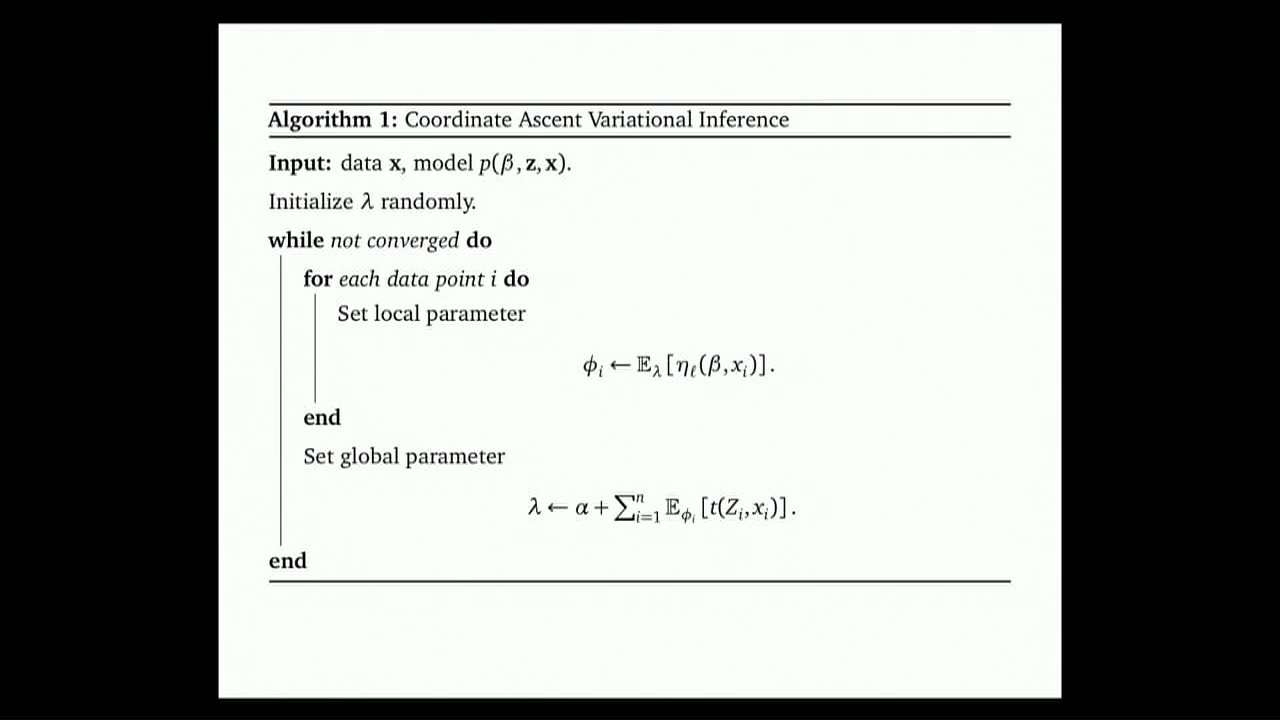 Algorithm 1: Coordinate Ascent Variational Inference
Input: data x, model p(β, z, x).
Initialize λ randomly.
while not converged do
for each data point i do
Set local parameter
ϕᵢ ← 𝔼_λ [η_ℓ(β, xᵢ)].
end
Set global parameter
λ ← α + ∑ⁿᵢ₌₁ 𝔼_ϕᵢ [t(Zᵢ, xᵢ)].
end